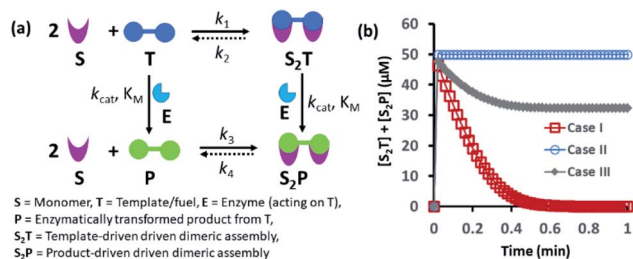 (a)
2 S + T
k1
k2
S2T
kcat, KM
E
E
kcat, KM
2 S + P
k3
k4
S2P
S = Monomer, T = Template/fuel, E = Enzyme (acting on T),
P = Enzymatically transformed product from T,
S2T = Template-driven driven dimeric assembly,
S2P = Product-driven driven dimeric assembly
(b)
[S2T] + [S2P] (µM)
60
50
40
30
20
10
0
Case I
Case II
Case III
0 0.2 0.4 0.6 0.8 1
Time (min)